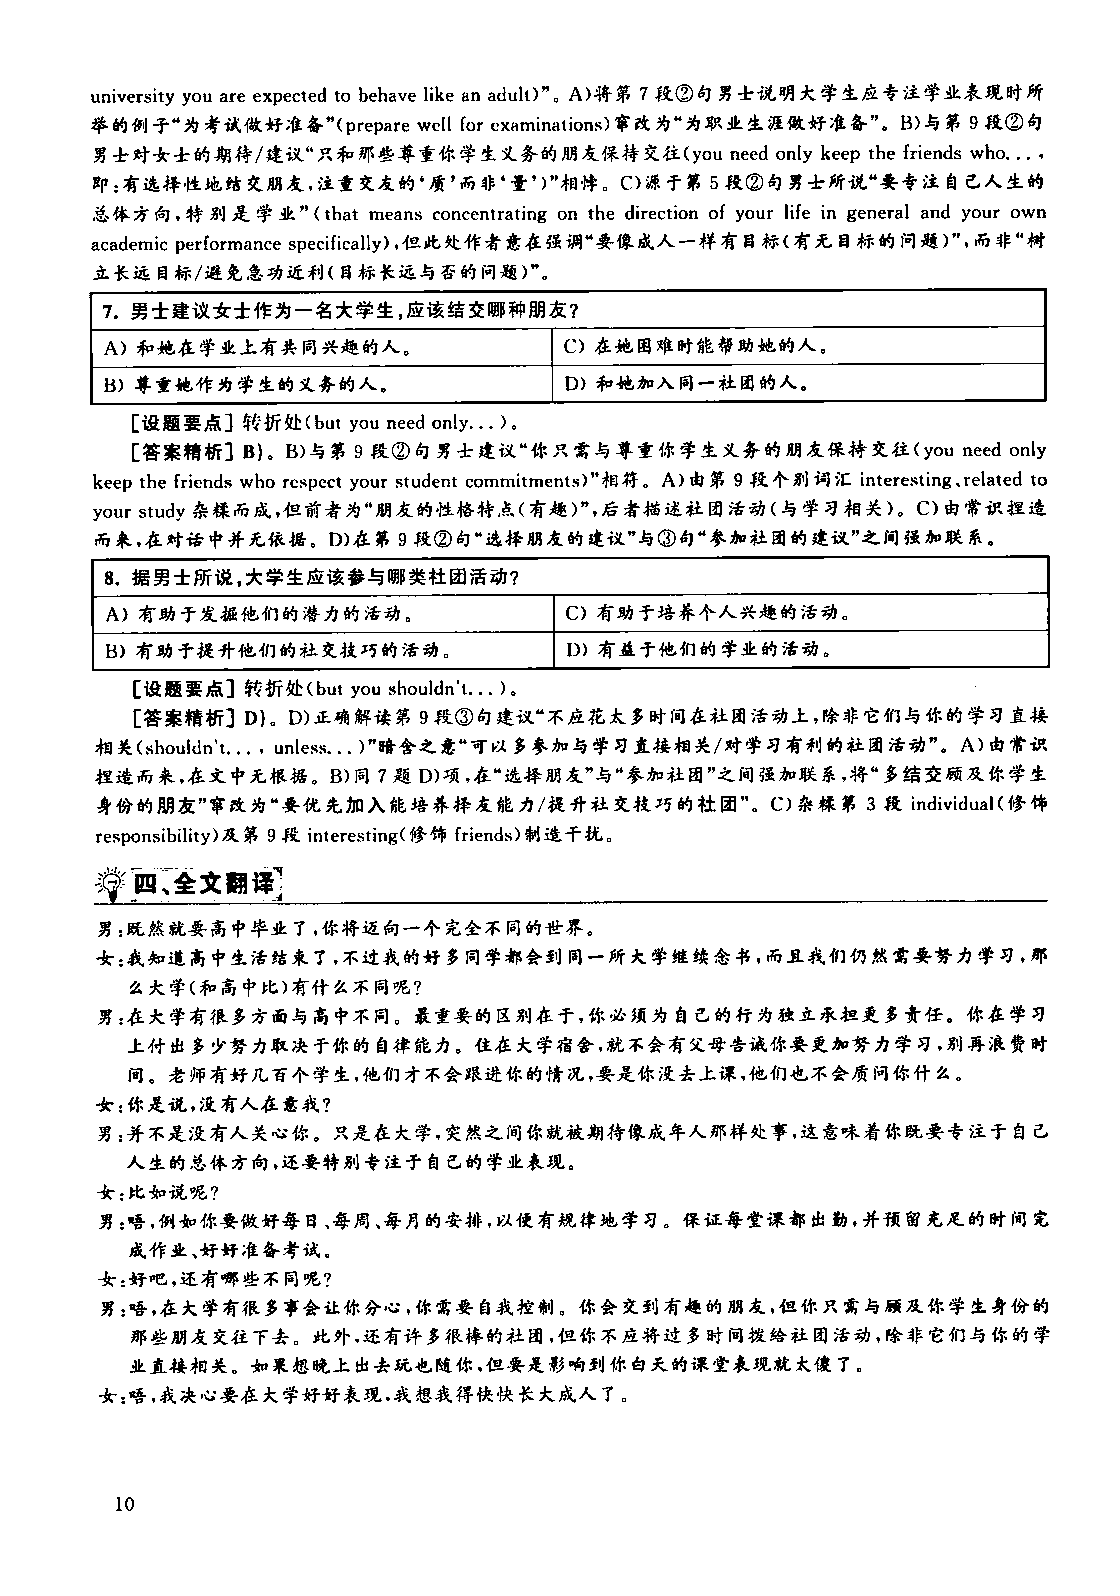 university you are expected to behave like an adult)”。A)将第 7 段②句男士说明大学生应专注学业表现时所
举的例子“为考试做好准备”(prepare well for examinations)窜改为“为职业生涯做好准备”。B)与第 9 段②句
男士对女士的期待/建议“只和那些尊重你学生义务的朋友保持交往(you need only keep the friends who...,
即:有选择性地结交朋友,注重交友的‘质’而非‘量’)”相悖。C)源于第 5 段②句男士所说“要专注自己人生的
总体方向,特别是学业”(that means concentrating on the direction of your life in general and your own
academic performance specifically),但此处作者意在强调“要像成人一样有目标(有无目标的问题)”,而非“树
立长远目标/避免急功近利(目标长远与否的问题)”。
7. 男士建议女士作为一名大学生,应该结交哪种朋友?
A) 和她在学业上有共同兴趣的人。
C) 在她困难时能帮助她的人。
B) 尊重她作为学生的义务的人。
D) 和她加入同一社团的人。
[设题要点] 转折处(but you need only...)。
[答案精析] B)。B)与第 9 段②句男士建议“你只需与尊重你学生义务的朋友保持交往(you need only
keep the friends who respect your student commitments)”相符。A)由第 9 段个别词汇 interesting、related to
your study 杂糅而成,但前者为“朋友的性格特点(有趣)”,后者描述社团活动(与学习相关)。C)由常识捏造
而来,在对话中并无依据。D)在第 9 段②句“选择朋友的建议”与③句“参加社团的建议”之间强加联系。
8. 据男士所说,大学生应该参与哪类社团活动?
A) 有助于发掘他们的潜力的活动。
C) 有助于培养个人兴趣的活动。
B) 有助于提升他们的社交技巧的活动。
D) 有益于他们的学业的活动。
[设题要点] 转折处(but you shouldn't...)。
[答案精析] D)。D)正确解读第 9 段③句建议“不应花太多时间在社团活动上,除非它们与你的学习直接
相关(shouldn't..., unless...)”暗含之意“可以多参加与学习直接相关/对学习有利的社团活动”。A)由常识
捏造而来,在文中无根据。B)同 7 题 D)项,在“选择朋友”与“参加社团”之间强加联系,将“多结交顾及你学生
身份的朋友”窜改为“要优先加入能培养择友能力/提升社交技巧的社团”。C)杂糅第 3 段 individual(修饰
responsibility)及第 9 段 interesting(修饰 friends)制造干扰。
四、全文翻译
男:既然就要高中毕业了,你将迈向一个完全不同的世界。
女:我知道高中生活结束了,不过我的好多同学都会到同一所大学继续念书,而且我们仍然需要努力学习,那
么大学(和高中比)有什么不同呢?
男:在大学有很多方面与高中不同。最重要的区别在于,你必须为自己的行为独立承担更多责任。你在学习
上付出多少努力取决于你的自律能力。住在大学宿舍,就不会有父母告诫你要更加努力学习,别再浪费时
间。老师有好几百个学生,他们才不会跟进你的情况,要是你没去上课,他们也不会质问你什么。
女:你是说,没有人在意我?
男:并不是没有人关心你。只是在大学,突然之间你就被期待像成年人那样处事,这意味着你既要专注于自己
人生的总体方向,还要特别专注于自己的学业表现。
女:比如说呢?
男:唔,例如你要做好每日、每周、每月的安排,以便有规律地学习。保证每堂课都出勤,并预留充足的时间完
成作业、好好准备考试。
女:好吧,还有哪些不同呢?
男:唔,在大学有很多事会让你分心,你需要自我控制。你会交到有趣的朋友,但你只需与顾及你学生身份的
那些朋友交往下去。此外,还有许多很棒的社团,但你不应将过多时间拨给社团活动,除非它们与你的学
业直接相关。如果想晚上出去玩也随你,但要是影响到你白天的课堂表现就太傻了。
女:唔,我决心要在大学好好表现,我想我得快快长大成人了。
10